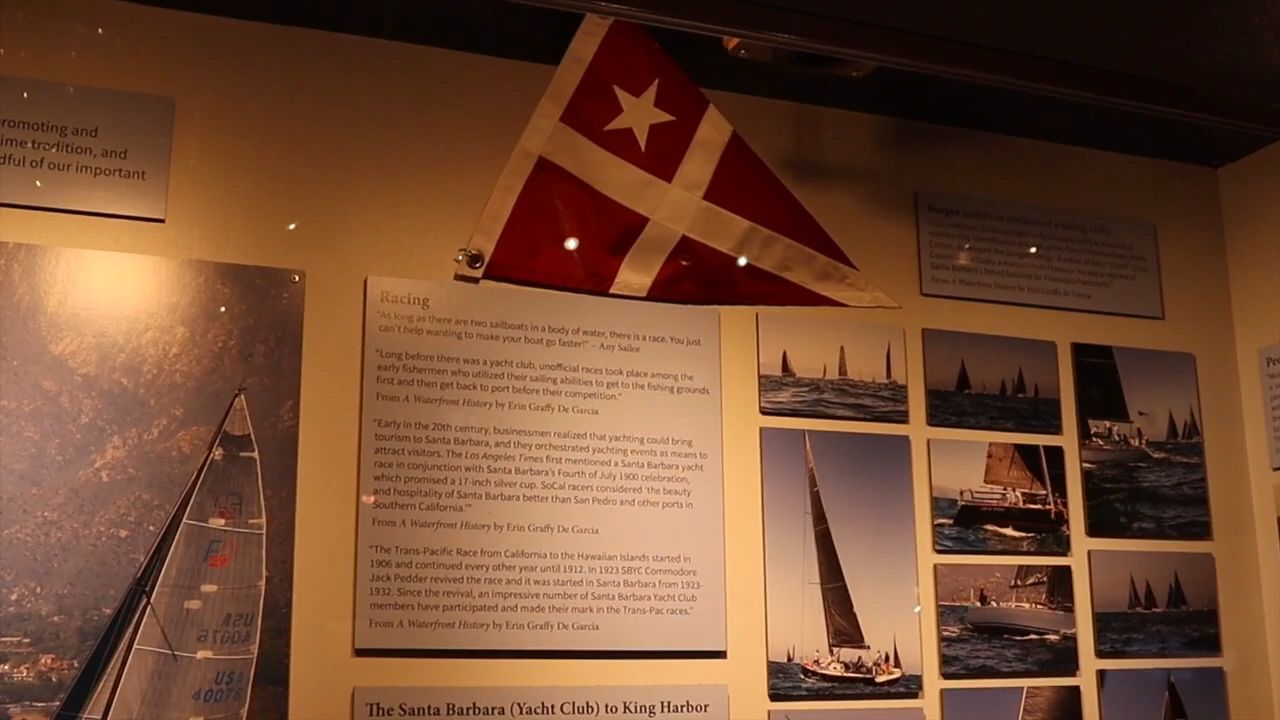 romoting and
ime tradition, and
dful of our important
Racing
"As long as there are two sailboats in a body of water, there is a race. You just
can't help wanting to make your boat go faster!" – Any Sailor
"Long before there was a yacht club, unofficial races took place among the
early fishermen who utilized their sailing abilities to get to the fishing grounds
first and then get back to port before their competition."
From A Waterfront History by Erin Graffy De Garcia
"Early in the 20th century, businessmen realized that yachting could bring
tourism to Santa Barbara, and they orchestrated yachting events as means to
attract visitors. The Los Angeles Times first mentioned a Santa Barbara yacht
race in conjunction with Santa Barbara's Fourth of July 1900 celebration,
which promised a 17-inch silver cup. SoCal racers considered 'the beauty
and hospitality of Santa Barbara better than San Pedro and other ports in
Southern California.'"
From A Waterfront History by Erin Graffy De Garcia
"The Trans-Pacific Race from California to the Hawaiian Islands started in
1906 and continued every other year until 1912. In 1923 SBYC Commodore
Jack Pedder revived the race and it was started in Santa Barbara from 1923-
1932. Since the revival, an impressive number of Santa Barbara Yacht Club
members have participated and made their mark in the Trans-Pac races."
From A Waterfront History by Erin Graffy De Garcia
The Santa Barbara (Yacht Club) to King Harbor
From A Waterfront History by Erin Graffy de Garcia
USA
40076
USA
40076
Pe